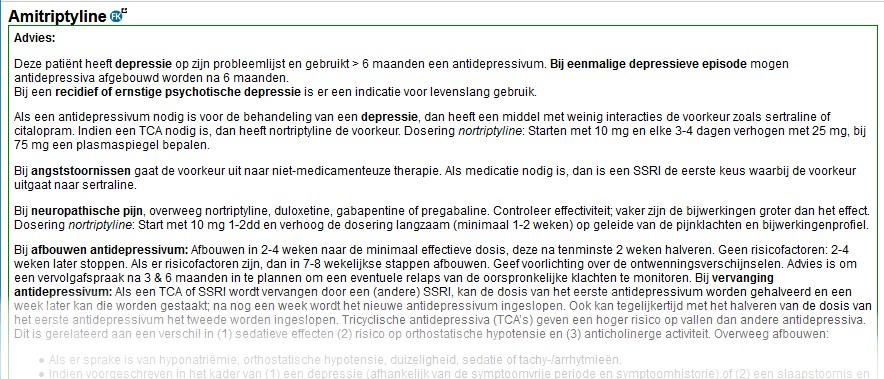 Amitriptyline FK
Advies:
Deze patiënt heeft depressie op zijn probleemlijst en gebruikt > 6 maanden een antidepressivum. Bij eenmalige depressieve episode mogen
antidepressiva afgebouwd worden na 6 maanden.
Bij een recidief of ernstige psychotische depressie is er een indicatie voor levenslang gebruik.
Als een antidepressivum nodig is voor de behandeling van een depressie, dan heeft een middel met weinig interacties de voorkeur zoals sertraline of
citalopram. Indien een TCA nodig is, dan heeft nortriptyline de voorkeur. Dosering nortriptyline: Starten met 10 mg en elke 3-4 dagen verhogen met 25 mg, bij
75 mg een plasmaspiegel bepalen.
Bij angststoornissen gaat de voorkeur uit naar niet-medicamenteuze therapie. Als medicatie nodig is, dan is een SSRI de eerste keus waarbij de voorkeur
uitgaat naar sertraline.
Bij neuropathische pijn, overweeg nortriptyline, duloxetine, gabapentine of pregabaline. Controleer effectiviteit; vaker zijn de bijwerkingen groter dan het effect.
Dosering nortriptyline: Start met 10 mg 1-2dd en verhoog de dosering langzaam (minimaal 1-2 weken) op geleide van de pijnklachten en bijwerkingenprofiel.
Bij afbouwen antidepressivum: Afbouwen in 2-4 weken naar de minimaal effectieve dosis, deze na tenminste 2 weken halveren. Geen risicofactoren: 2-4
weken later stoppen. Als er risicofactoren zijn, dan in 7-8 wekelijkse stappen afbouwen. Geef voorlichting over de ontwenningsverschijnselen. Advies is om
een vervolgafspraak na 3 & 6 maanden in te plannen om een eventuele relaps van de oorspronkelijke klachten te monitoren. Bij vervanging
antidepressivum: Als een TCA of SSRI wordt vervangen door een (andere) SSRI, kan de dosis van het eerste antidepressivum worden gehalveerd en een
week later kan die worden gestaakt; na nog een week wordt het nieuwe antidepressivum ingeslopen. Ook kan tegelijkertijd met het halveren van de dosis van
het eerste antidepressivum het tweede worden ingeslopen. Tricyclische antidepressiva (TCA's) geven een hoger risico op vallen dan andere antidepressiva.
Dit is gerelateerd aan een verschil in (1) sedatieve effecten (2) risico op orthostatische hypotensie en (3) anticholinerge activiteit. Overweeg afbouwen:
• Als er sprake is van hyponatriëmie, orthostatische hypotensie, duizeligheid, sedatie of tachy-/arrhytmieën.
• Indien voorgeschreven in het kader van (1) een depressie (afhankelijk van de symptoomvrije periode en symptoomhistorie) of (2) een slaapstoornis en